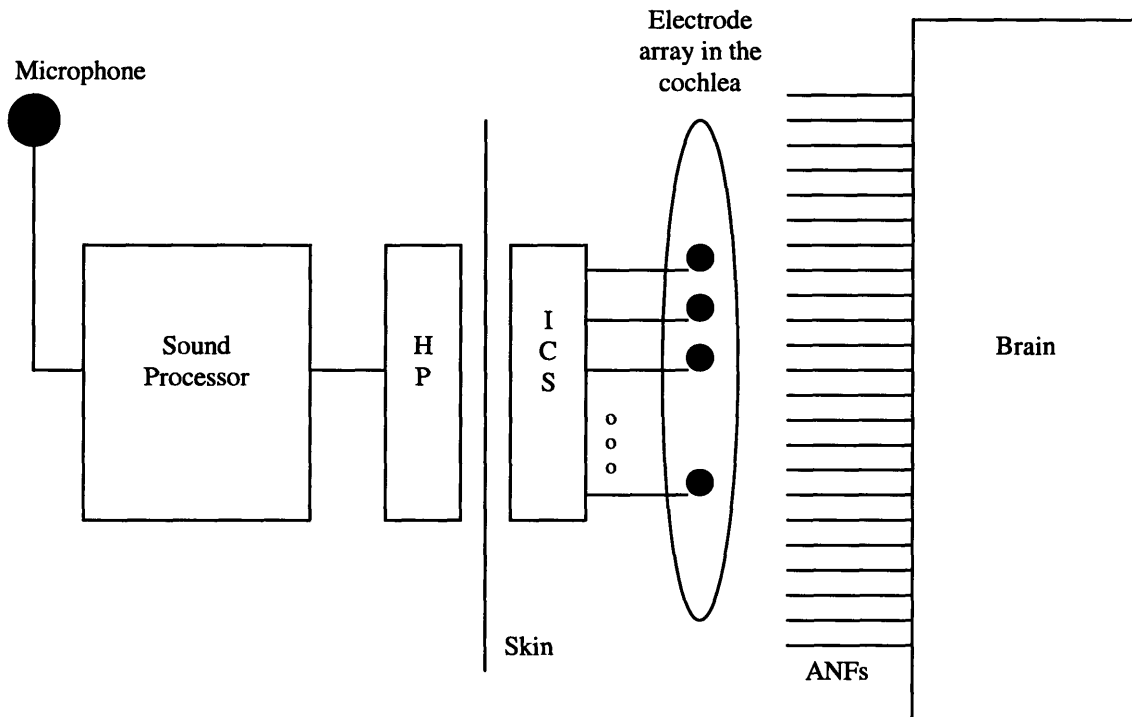 Microphone
Electrode
array in the
cochlea
Sound
Processor
H
P
I
C
S
o
o
o
Brain
Skin
ANFs